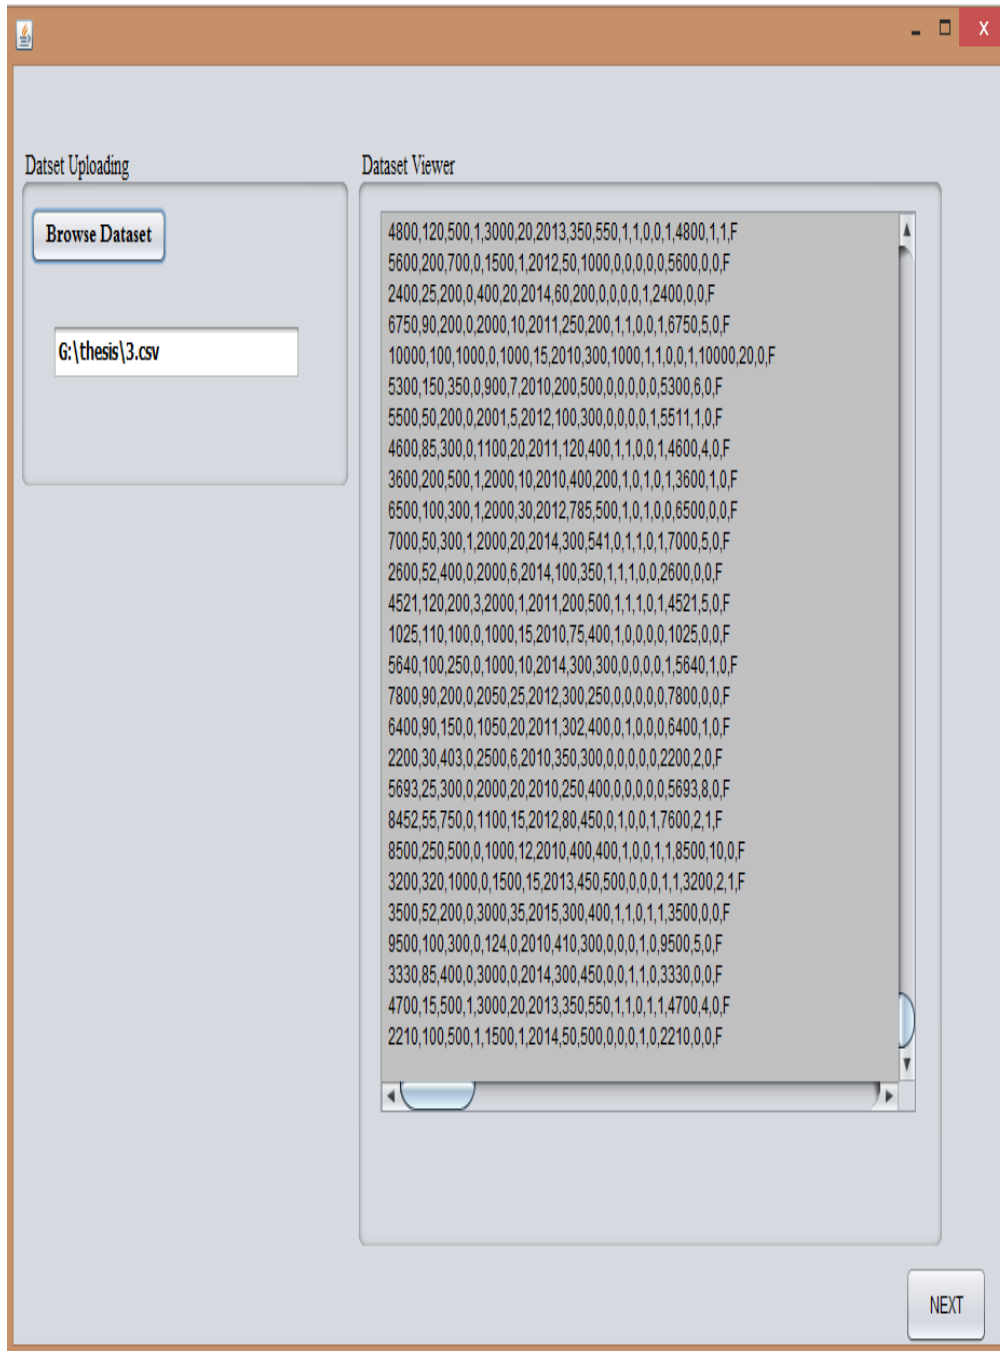 X
Datset Uploading
Browse Dataset
G:\thesis\3.csv
Dataset Viewer
4800,120,500,1,3000,20,2013,350,550,1,1,0,0,1,4800,1,1,F
5600,200,700,0,1500,1,2012,50,1000,0,0,0,0,0,5600,0,0,F
2400,25,200,0,400,20,2014,60,200,0,0,0,0,1,2400,0,0,F
6750,90,200,0,2000,10,2011,250,200,1,1,0,0,1,6750,5,0,F
10000,100,1000,0,1000,15,2010,300,1000,1,1,0,0,1,10000,20,0,F
5300,150,350,0,900,7,2010,200,500,0,0,0,0,0,5300,6,0,F
5500,50,200,0,2001,5,2012,100,300,0,0,0,0,1,5511,1,0,F
4600,85,300,0,1100,20,2011,120,400,1,1,0,0,1,4600,4,0,F
3600,200,500,1,2000,10,2010,400,200,1,0,1,0,1,3600,1,0,F
6500,100,300,1,2000,30,2012,785,500,1,0,1,0,0,6500,0,0,F
7000,50,300,1,2000,20,2014,300,541,0,1,1,0,1,7000,5,0,F
2600,52,400,0,2000,6,2014,100,350,1,1,1,0,0,2600,0,0,F
4521,120,200,3,2000,1,2011,200,500,1,1,1,0,1,4521,5,0,F
1025,110,100,0,1000,15,2010,75,400,1,0,0,0,0,1025,0,0,F
5640,100,250,0,1000,10,2014,300,300,0,0,0,0,1,5640,1,0,F
7800,90,200,0,2050,25,2012,300,250,0,0,0,0,0,7800,0,0,F
6400,90,150,0,1050,20,2011,302,400,0,1,0,0,0,6400,1,0,F
2200,30,403,0,2500,6,2010,350,300,0,0,0,0,0,2200,2,0,F
5693,25,300,0,2000,20,2010,250,400,0,0,0,0,0,5693,8,0,F
8452,55,750,0,1100,15,2012,80,450,0,1,0,0,1,7600,2,1,F
8500,250,500,0,1000,12,2010,400,400,1,0,0,1,1,8500,10,0,F
3200,320,1000,0,1500,15,2013,450,500,0,0,0,1,1,3200,2,1,F
3500,52,200,0,3000,35,2015,300,400,1,1,0,1,1,3500,0,0,F
9500,100,300,0,124,0,2010,410,300,0,0,0,1,0,9500,5,0,F
3330,85,400,0,3000,0,2014,300,450,0,0,1,1,0,3330,0,0,F
4700,15,500,1,3000,20,2013,350,550,1,1,0,1,1,4700,4,0,F
2210,100,500,1,1500,1,2014,50,500,0,0,0,1,0,2210,0,0,F
NEXT